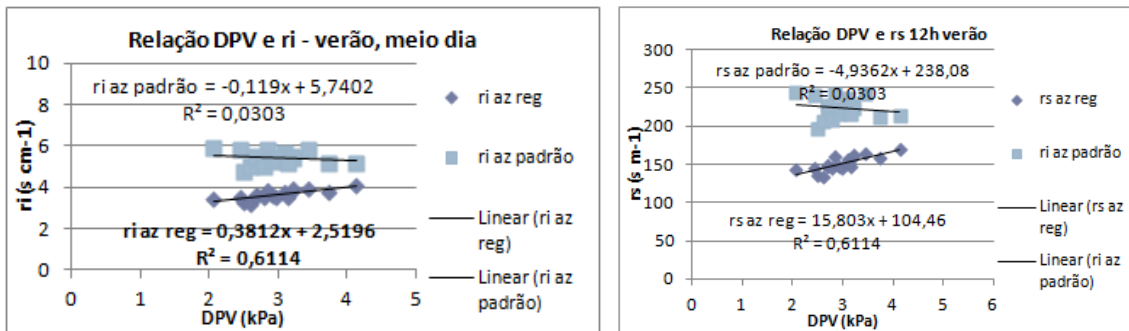 Relação DPV e ri - verão, meio dia
10
8
6
4
2
0
ri (s cm-1)
ri az padrão = -0,119x + 5,7402
R² = 0,0303
ri az reg = 0,3812x + 2,5196
R² = 0,6114
0 1 2 3 4 5
DPV (kPa)
ri az reg
ri az padrão
Linear (ri az
reg)
Linear (ri az
padrão)
Relação DPV e rs 12h verão
300
250
200
150
100
50
0
rs (s m-1)
rs az padrão = -4,9362x + 238,08
R² = 0,0303
rs az reg = 15,803x + 104,46
R² = 0,6114
0 1 2 3 4 5 6
DPV (kPa)
rs az reg
ri az padrão
Linear (rs az
reg)
Linear (ri az
padrão)